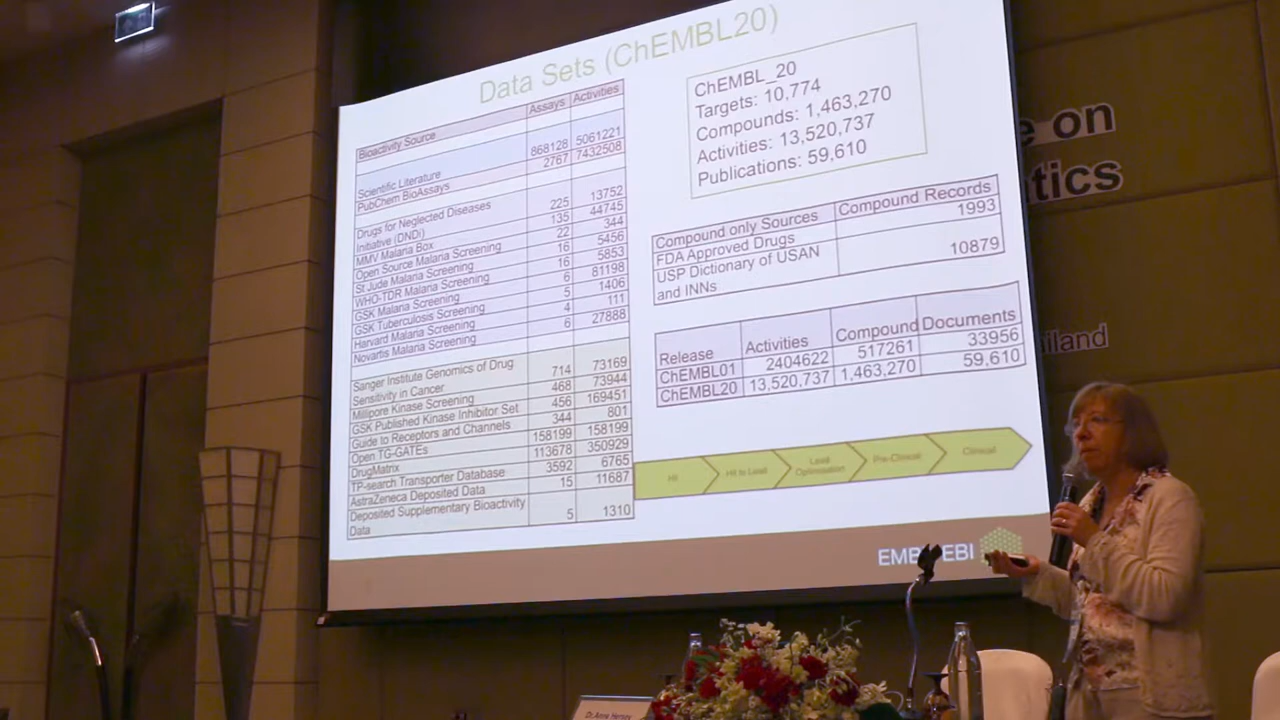 Data Sets (ChEMBL20)
Bioactivity Source Assays Activities
Scientific Literature 868128 5061221
PubChem BioAssays 2767 7432508
Drugs for Neglected Diseases
Initiative (DNDi) 225 13752
MMV Malaria Box 135 44745
Open Source Malaria Screening 22 344
St Jude Malaria Screening 16 5456
WHO-TDR Malaria Screening 16 5853
GSK Malaria Screening 6 81198
GSK Tuberculosis Screening 5 1406
Harvard Malaria Screening 4 111
Novartis Malaria Screening 6 27888
Sanger Institute Genomics of Drug
Sensitivity in Cancer 714 73169
Millipore Kinase Screening 468 73944
GSK Published Kinase Inhibitor Set 456 169451
Guide to Receptors and Channels 344 801
Open TG-GATEs 158199 158199
DrugMatrix 113678 350929
TP-search Transporter Database 3592 6765
AstraZeneca Deposited Data 15 11687
Deposited Supplementary Bioactivity
Data 5 1310
ChEMBL_20
Targets: 10,774
Compounds: 1,463,270
Activities: 13,520,737
Publications: 59,610
Compound only Sources Compound Records
FDA Approved Drugs 1993
USP Dictionary of USAN
and INNs 10879
Release Activities Compound Documents
ChEMBL01 2404622 517261 33956
ChEMBL20 13,520,737 1,463,270 59,610
Hit
Hit to Lead
Lead
Optimisation
Pre-Clinical
Clinical
EBI
e on
tics
ailand
Dr. Anne Hersey